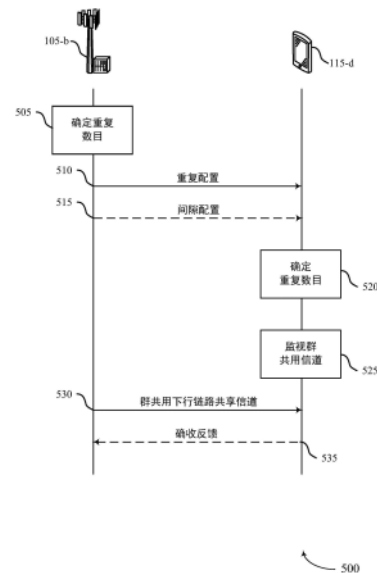 105-b
115-d
505
确定重复
数目
510
重复配置
515
间隙配置
确定
重复数目
520
监视群
共用信道
525
530
群共用下行链路共享信道
确收反馈
535
500